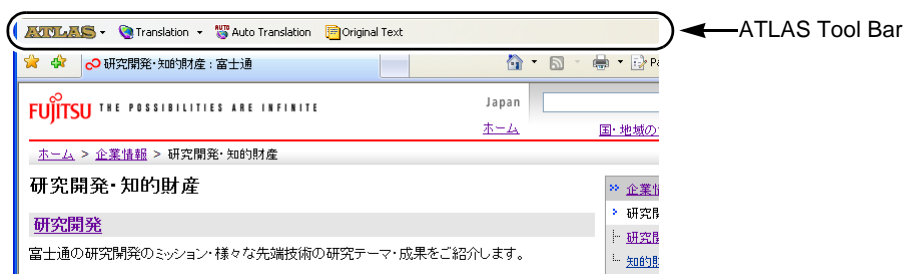 ATLAS Translation Auto Translation Original Text
ATLAS Tool Bar
研究開発・知的財産 : 富士通
FUJITSU THE POSSIBILITIES ARE INFINITE
Japan
ホーム
国・地域の
ホーム > 企業情報 > 研究開発・知的財産
研究開発・知的財産
企業情
研究開発
研究開
富士通の研究開発のミッション・様々な先端技術の研究テーマ・成果をご紹介します。
研究開
知的財